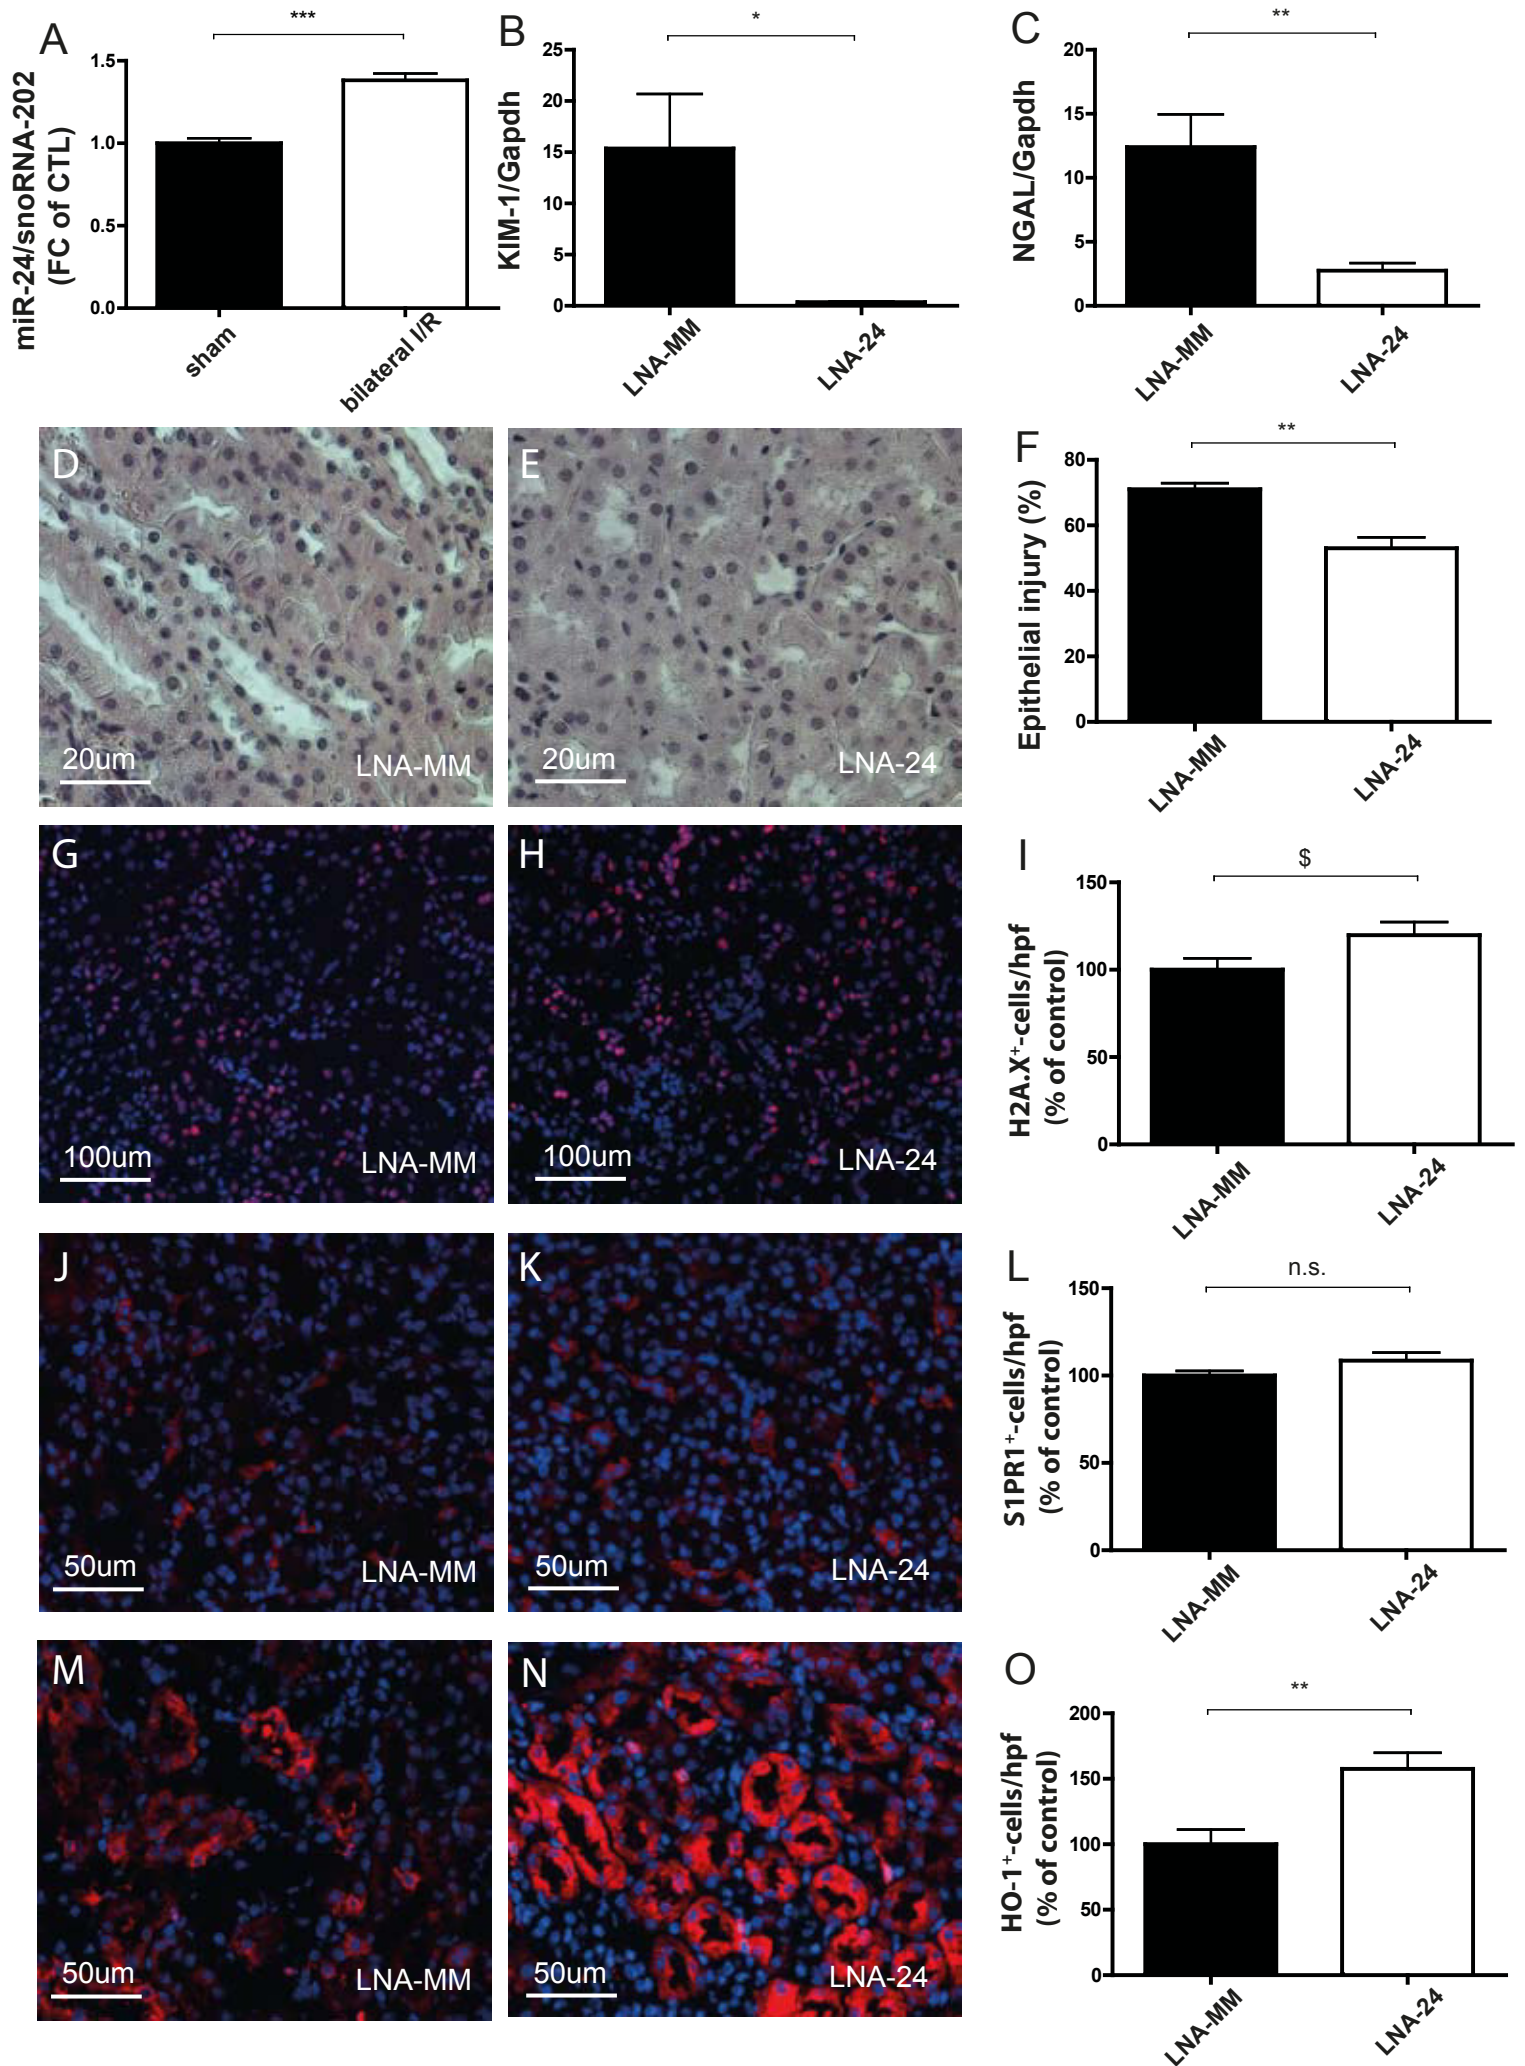 A
***
miR-24/snoRNA-202
(FC of CTL)
1.5
1.0
0.5
0.0
sham
bilateral I/R
B
*
KIM-1/Gapdh
25
20
15
10
5
0
LNA-MM
LNA-24
C
**
NGAL/Gapdh
20
15
10
5
0
LNA-MM
LNA-24
D
20um
LNA-MM
E
20um
LNA-24
F
**
Epithelial injury (%)
80
60
40
20
0
LNA-MM
LNA-24
G
100um
LNA-MM
H
100um
LNA-24
I
$
H2A.X⁺-cells/hpf
(% of control)
150
100
50
0
LNA-MM
LNA-24
J
50um
LNA-MM
K
50um
LNA-24
L
n.s.
S1PR1⁺-cells/hpf
(% of control)
150
100
50
0
LNA-MM
LNA-24
M
50um
LNA-MM
N
50um
LNA-24
O
**
HO-1⁺-cells/hpf
(% of control)
200
150
100
50
0
LNA-MM
LNA-24